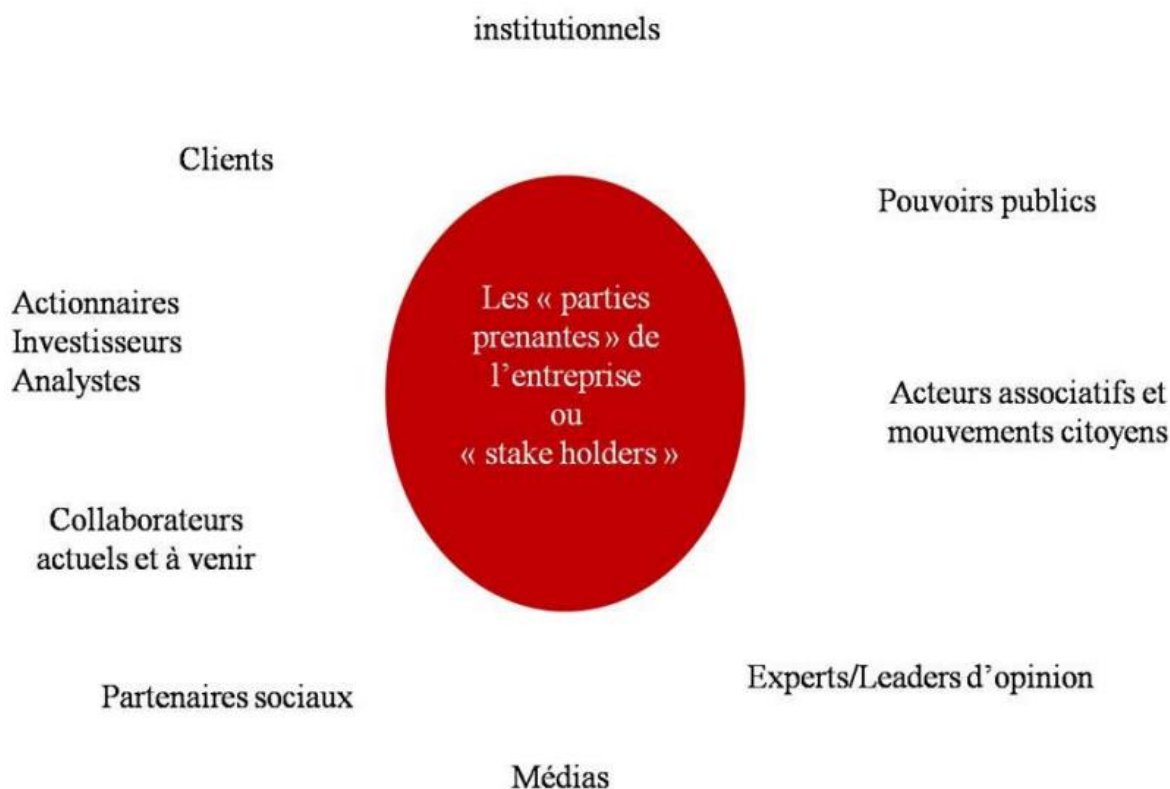 institutionnels
Clients
Pouvoirs publics
Actionnaires
Investisseurs
Analystes
Les « parties
prenantes » de
l’entreprise
ou
« stake holders »
Acteurs associatifs et
mouvements citoyens
Collaborateurs
actuels et à venir
Partenaires sociaux
Experts/Leaders d’opinion
Médias